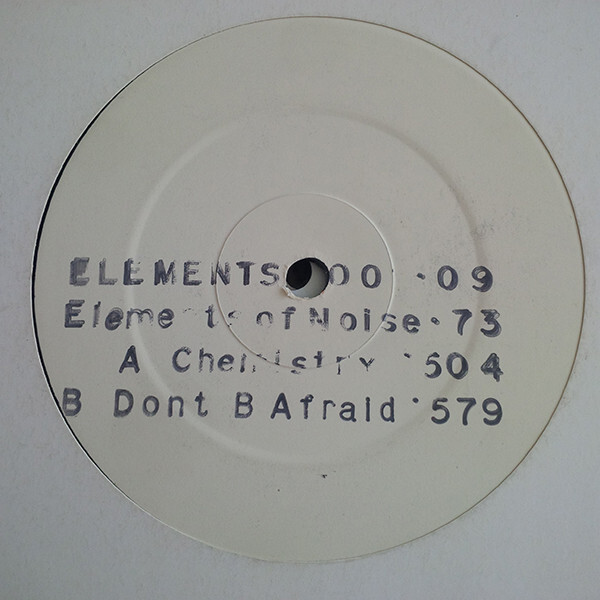 ELEMENTS 00 ·09
Elements of Noise·73
A Chemistry ·504
B Dont B Afraid ·579